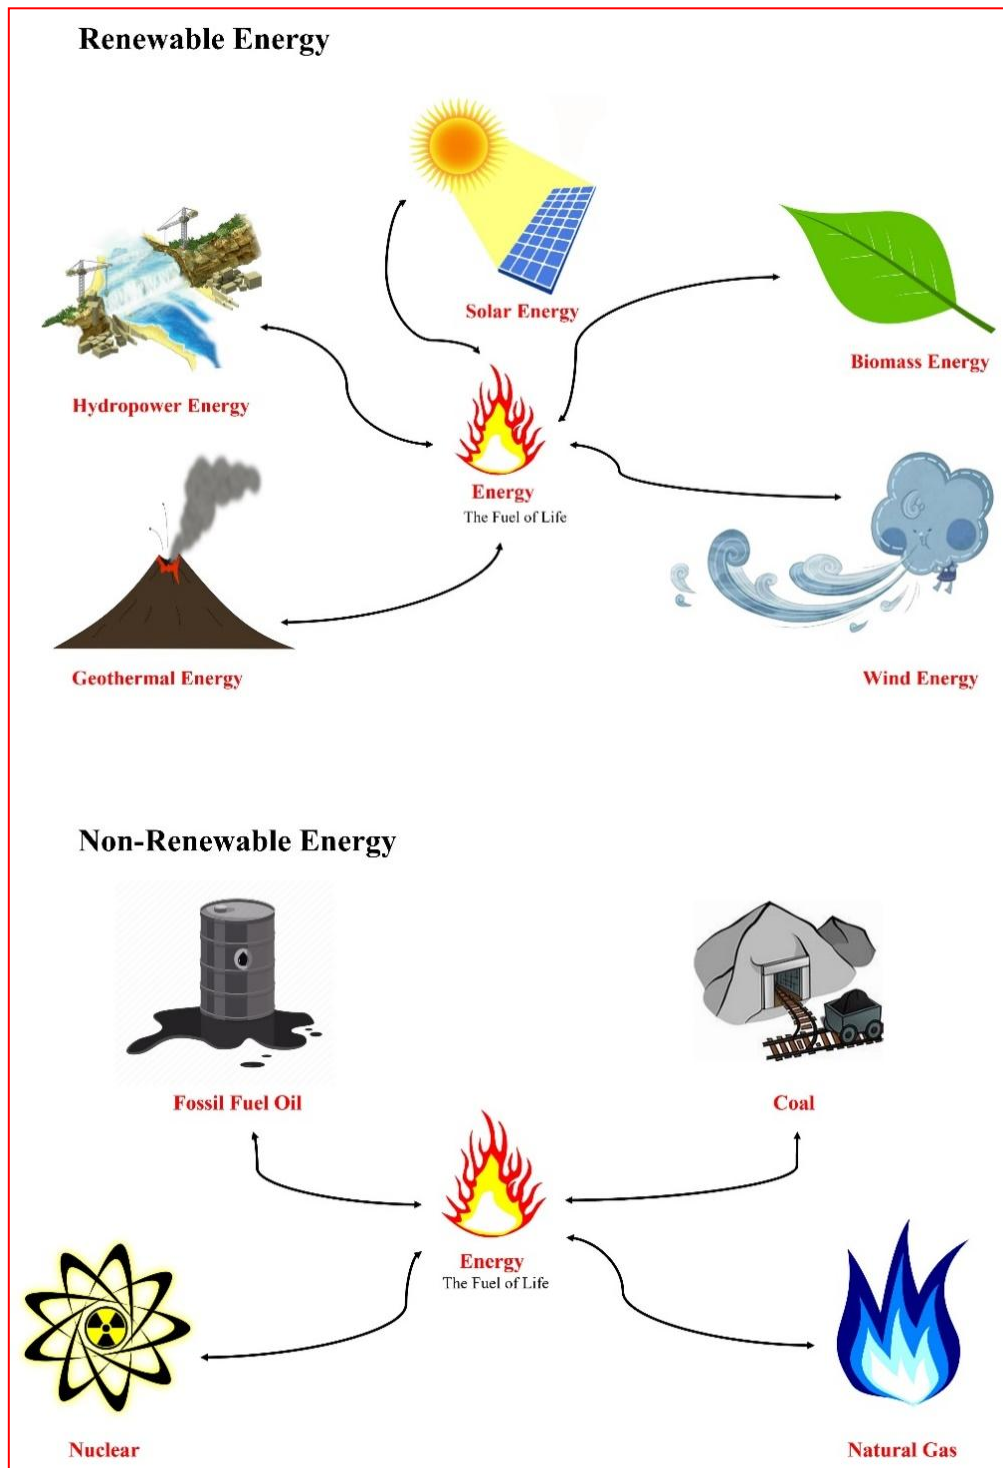 Renewable Energy
Solar Energy
Biomass Energy
Hydropower Energy
Energy
The Fuel of Life
Geothermal Energy
Wind Energy
Non-Renewable Energy
Fossil Fuel Oil
Coal
Energy
The Fuel of Life
Nuclear
Natural Gas